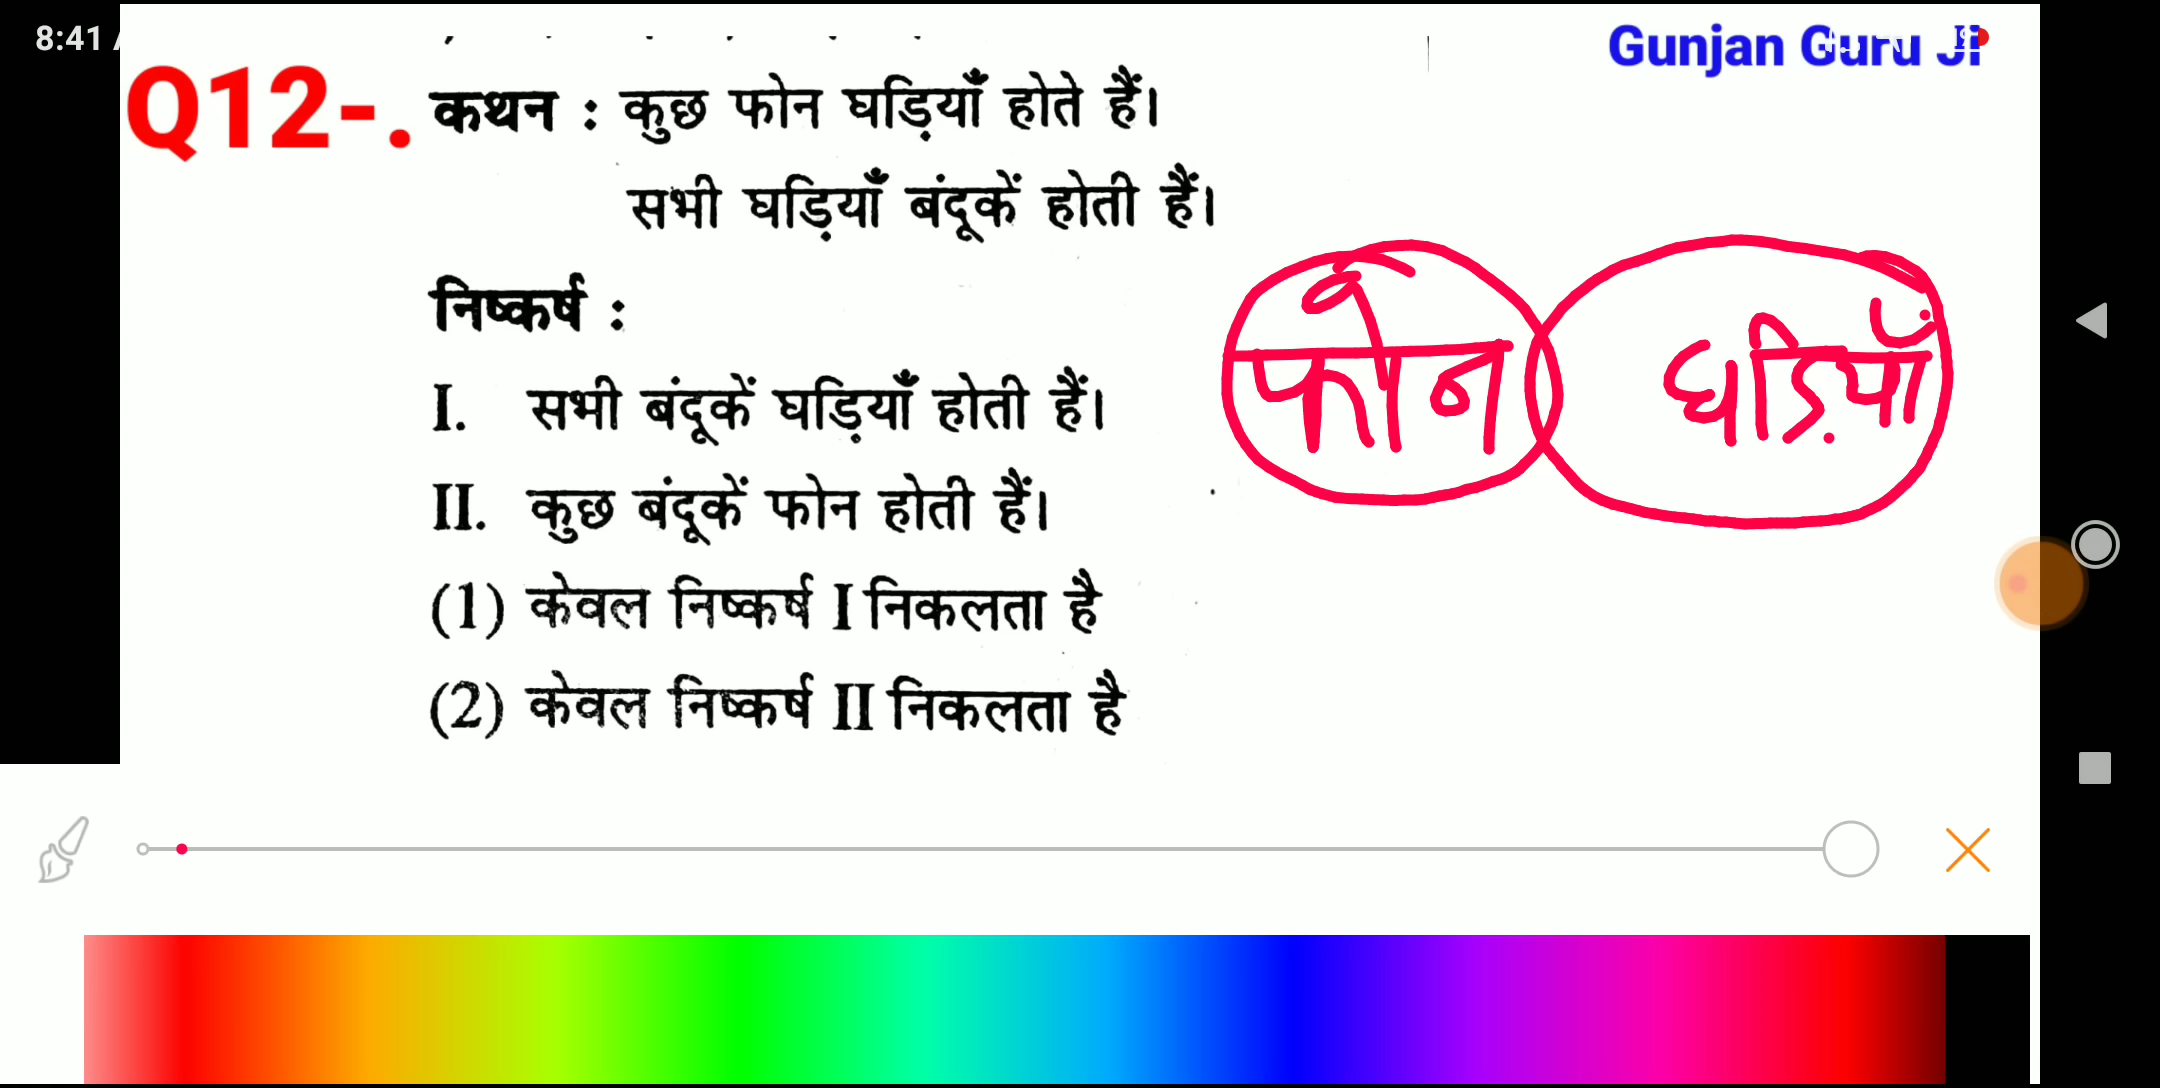 8:41
Gunjan Guru Ji
Q12-. कथन : कुछ फोन घड़ियाँ होते हैं।
सभी घड़ियाँ बंदूकें होती हैं।
निष्कर्ष :
I. सभी बंदूकें घड़ियाँ होती हैं।
फोन घड़ियाँ
II. कुछ बंदूकें फोन होती हैं।
(1) केवल निष्कर्ष I निकलता है
(2) केवल निष्कर्ष II निकलता है